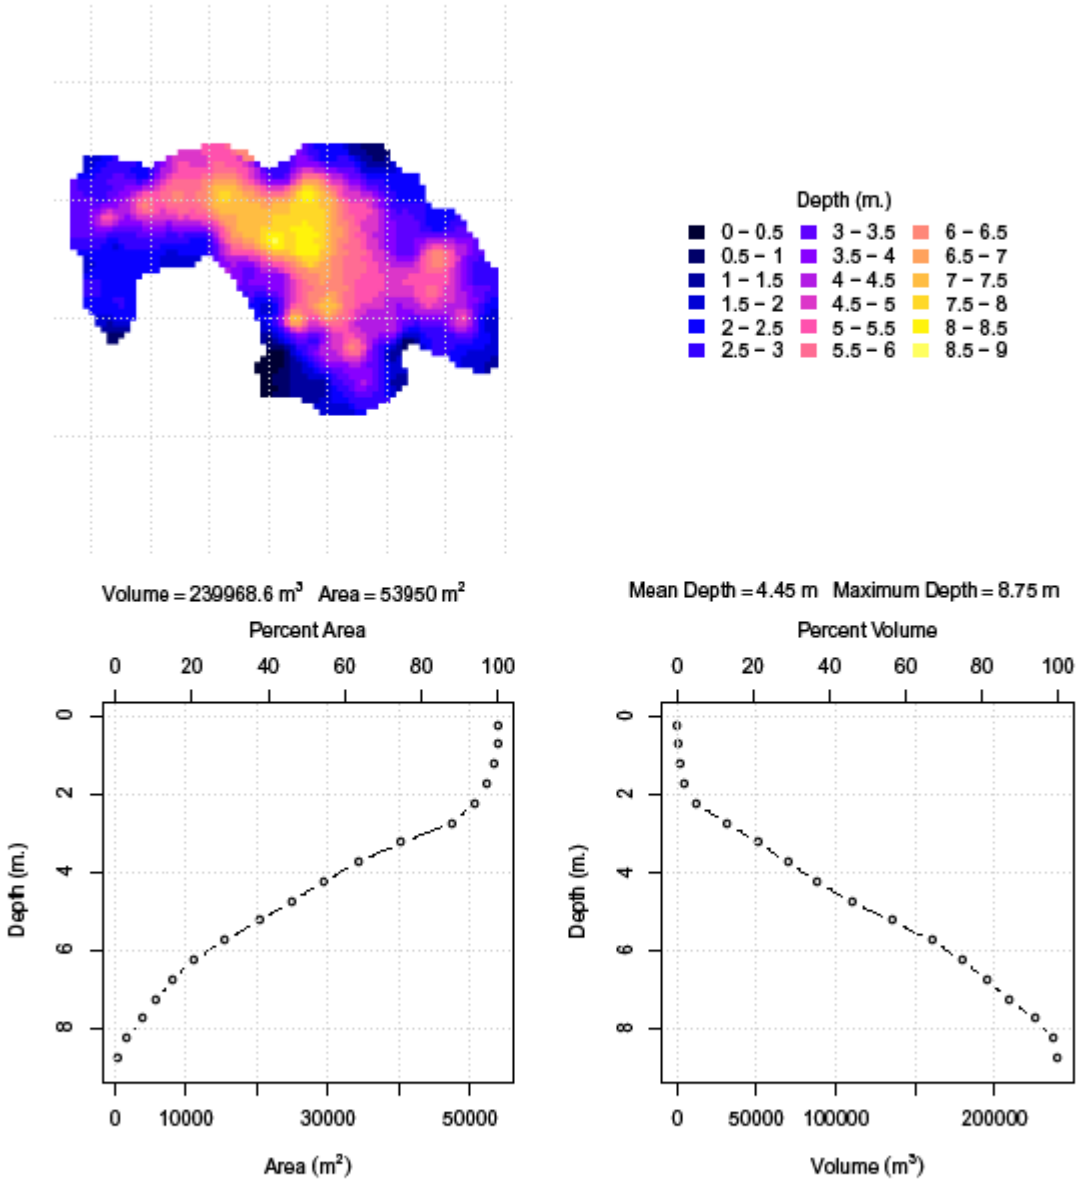 Depth (m.)
0 – 0.5 3 – 3.5 6 – 6.5
0.5 – 1 3.5 – 4 6.5 – 7
1 – 1.5 4 – 4.5 7 – 7.5
1.5 – 2 4.5 – 5 7.5 – 8
2 – 2.5 5 – 5.5 8 – 8.5
2.5 – 3 5.5 – 6 8.5 – 9
Volume = 239968.6 m³ Area = 53950 m²
Percent Area
0 20 40 60 80 100
0
2
4
6
8
Depth (m.)
0 10000 30000 50000
Area (m²)
Mean Depth = 4.45 m Maximum Depth = 8.75 m
Percent Volume
0 20 40 60 80 100
0
2
4
6
8
Depth (m.)
0 50000 100000 200000
Volume (m³)